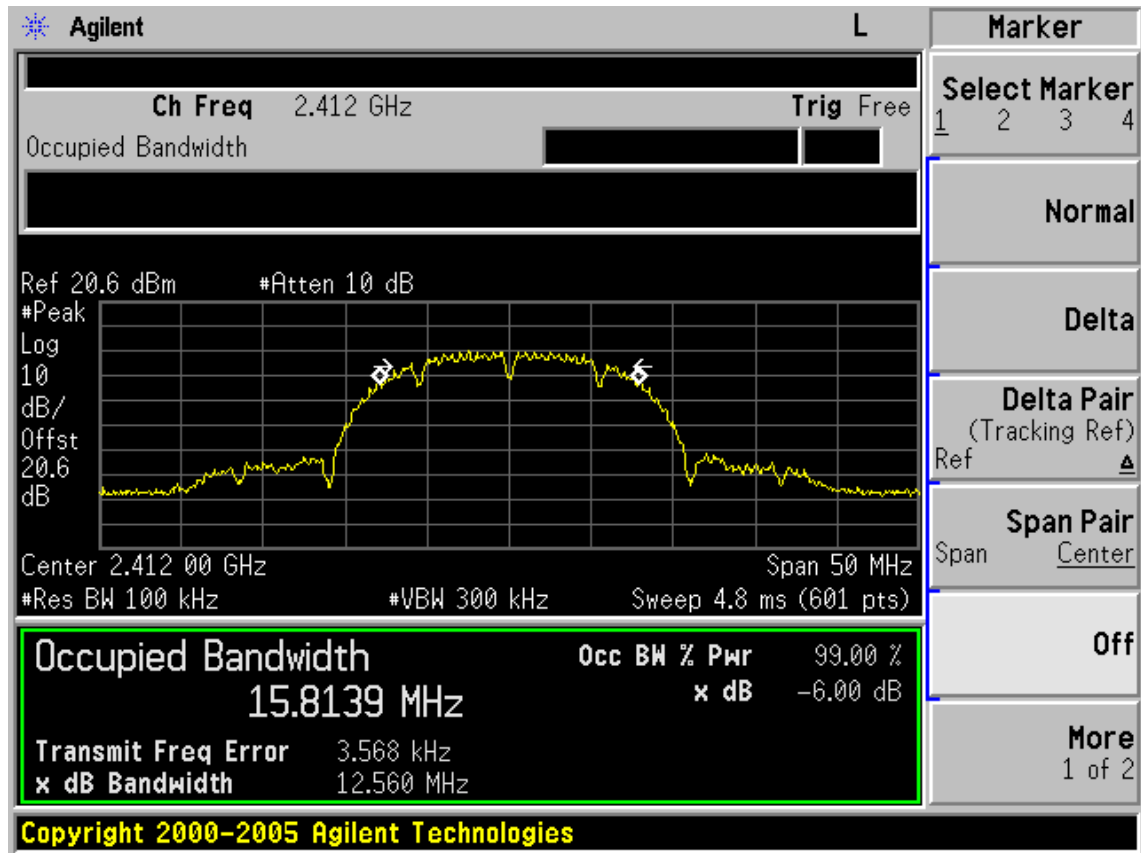 Agilent L Marker
Ch Freq 2.412 GHz Trig Free
Occupied Bandwidth
Select Marker
1 2 3 4
Normal
Delta
Delta Pair
(Tracking Ref)
Ref Δ
Span Pair
Span Center
Off
More
1 of 2
Ref 20.6 dBm #Atten 10 dB
#Peak
Log
10
dB/
Offst
20.6
dB
Center 2.412 00 GHz Span 50 MHz
#Res BW 100 kHz #VBW 300 kHz Sweep 4.8 ms (601 pts)
Occupied Bandwidth
15.8139 MHz
Occ BW % Pwr 99.00 %
x dB -6.00 dB
Transmit Freq Error 3.568 kHz
x dB Bandwidth 12.560 MHz
Copyright 2000-2005 Agilent Technologies